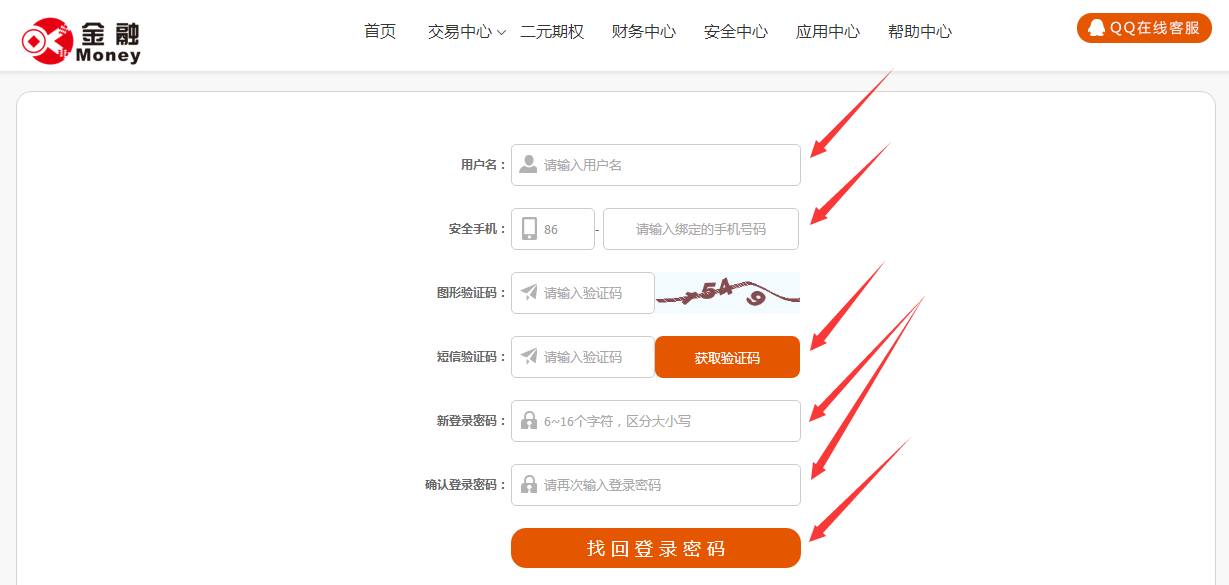 金融
Money
首页 交易中心 二元期权 财务中心 安全中心 应用中心 帮助中心
QQ在线客服
用户名： 请输入用户名
安全手机： 86 - 请输入绑定的手机号码
图形验证码： 请输入验证码
短信验证码： 请输入验证码 获取验证码
新登录密码： 6~16个字符，区分大小写
确认登录密码： 请再次输入登录密码
找回登录密码